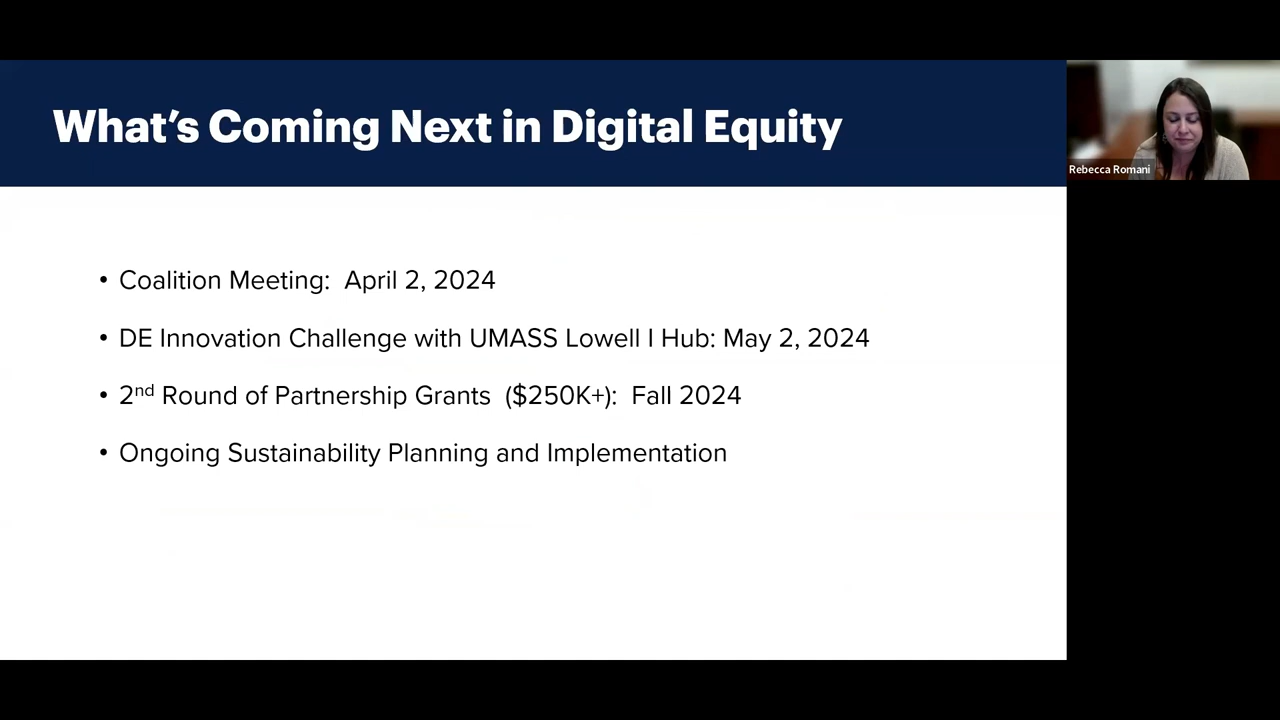 What's Coming Next in Digital Equity
Rebecca Romani
• Coalition Meeting:  April 2, 2024
• DE Innovation Challenge with UMASS Lowell I Hub: May 2, 2024
• 2nd Round of Partnership Grants  ($250K+):  Fall 2024
• Ongoing Sustainability Planning and Implementation